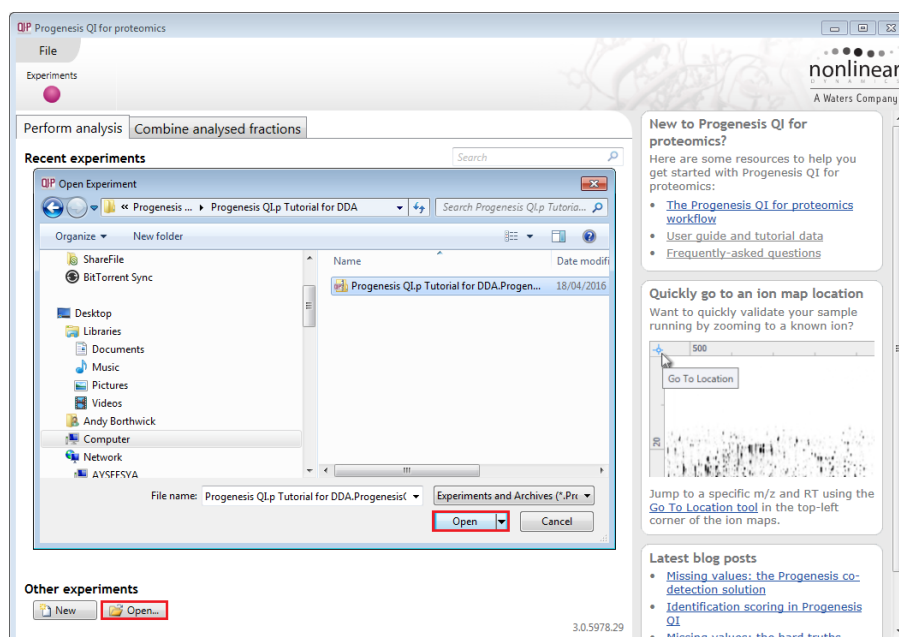 Progenesis QI for proteomics
File
Experiments
nonlinear
DYNAMICS
A Waters Company
Perform analysis
Combine analysed fractions
Recent experiments
Search
Open Experiment
« Progenesis ... Progenesis QI.p Tutorial for DDA
Search Progenesis QI.p Tutoria...
Organize
New folder
ShareFile
BitTorrent Sync
Desktop
Libraries
Documents
Music
Pictures
Videos
Andy Borthwick
Computer
Network
AYSEESYA
Name
Date modifi
Progenesis QI.p Tutorial for DDA.Progen...
18/04/2016
File name:
Progenesis QI.p Tutorial for DDA.Progenesis(
Experiments and Archives (*.Pr
Open
Cancel
Other experiments
New
Open...
3.0.5978.29
New to Progenesis QI for
proteomics?
Here are some resources to help you
get started with Progenesis QI for
proteomics:
• The Progenesis QI for proteomics
workflow
• User guide and tutorial data
• Frequently-asked questions
Quickly go to an ion map location
Want to quickly validate your sample
running by zooming to a known ion?
500
Go To Location
20
Jump to a specific m/z and RT using the
Go To Location tool in the top-left
corner of the ion maps.
Latest blog posts
• Missing values: the Progenesis co-
detection solution
• Identification scoring in Progenesis
QI
• Missing values: the hard truths